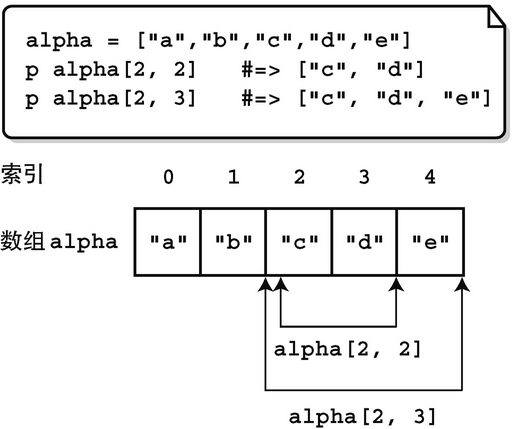 alpha = ["a","b","c","d","e"]
p alpha[2, 2]   #=> ["c", "d"]
p alpha[2, 3]   #=> ["c", "d", "e"]
索引 0 1 2 3 4
数组alpha "a" "b" "c" "d" "e"
alpha[2, 2]
alpha[2, 3]